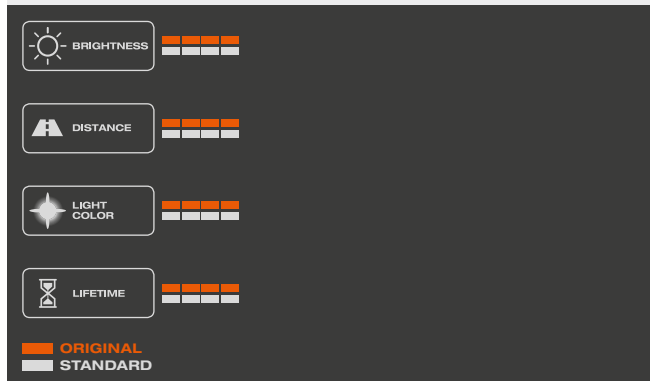 BRIGHTNESS
DISTANCE
LIGHT
COLOR
LIFETIME
ORIGINAL
STANDARD